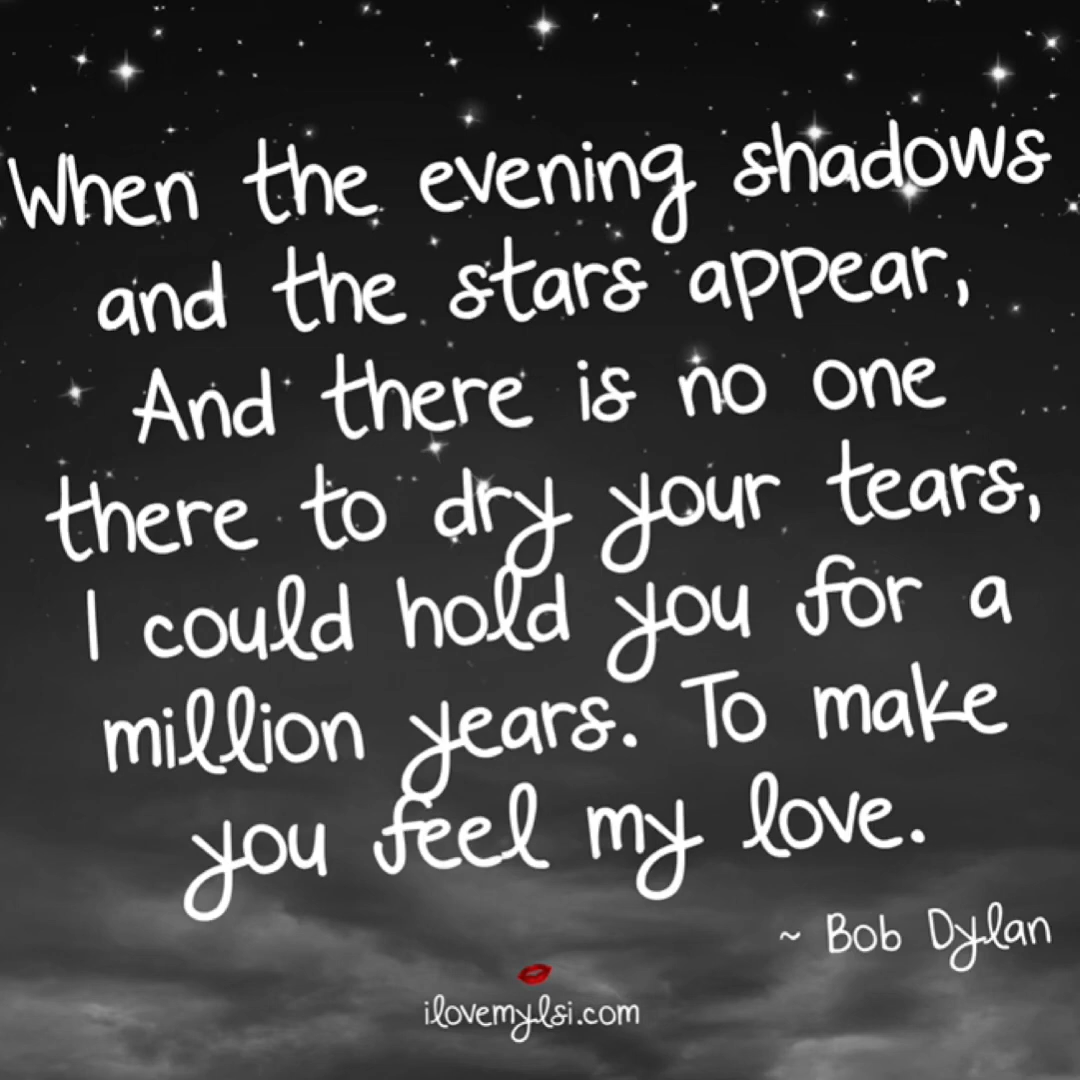 When the evening shadows
and the stars appear,
And there is no one
there to dry your tears,
I could hold you for a
million years. To make
you feel my love.
~ Bob Dylan
ilovemylsi.com